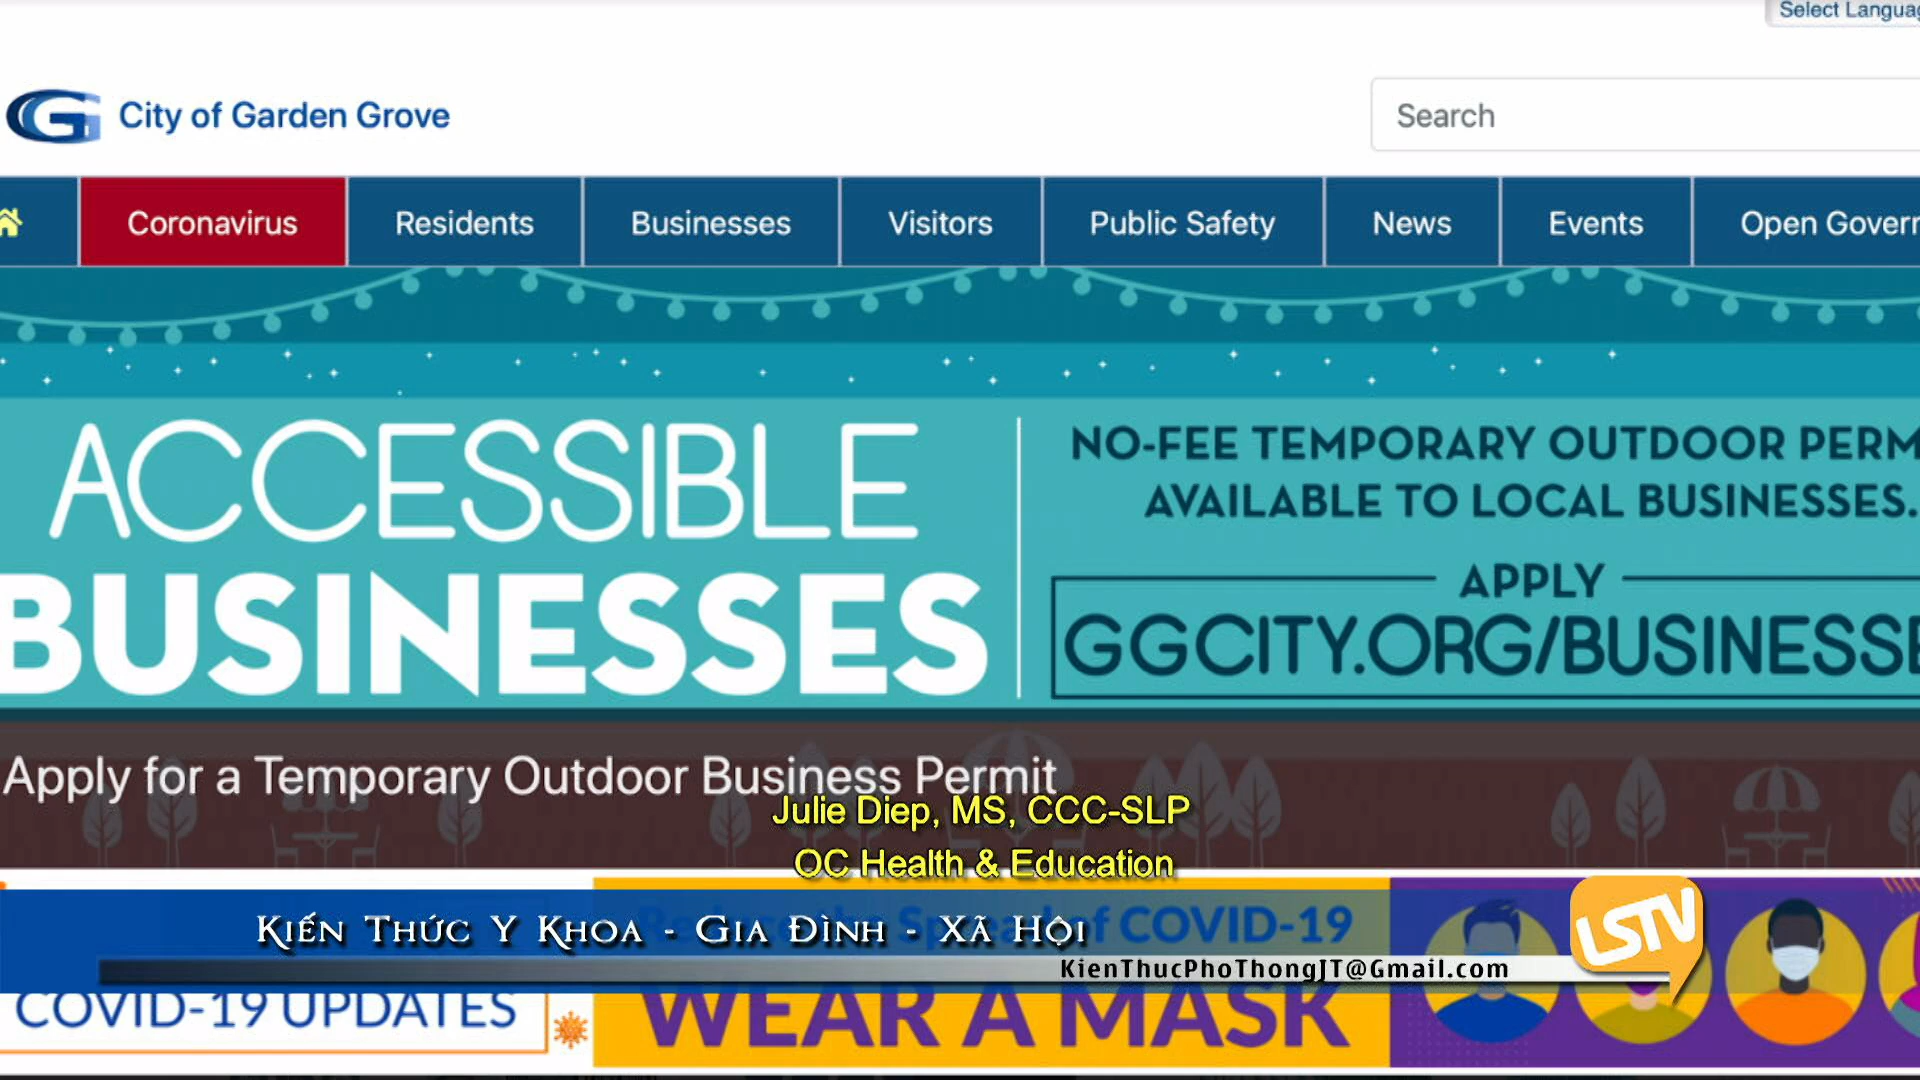 Select
City of Garden Grove
Search
Coronavirus
Residents
Businesses
Visitors
Public Safety
News
Events
Open
ACCESSIBLE
BUSINESSES
NO-FEE TEMPORARY OUTDOOR
AVAILABLE TO LOCAL BUSINESSES.
APPLY
GGCITY.ORG/BUSINESSE
Apply for a Temporary Outdoor Business Permit
Julie Diep, MS, CCC-SLP
OC Health & Education
Kiến Thức Y Khoa - Gia Đình - Xã Hội
of COVID-19
KienThucPhoThongJT@Gmail.com
LSTV
COVID-19 UPDATES
WEAR A MASK